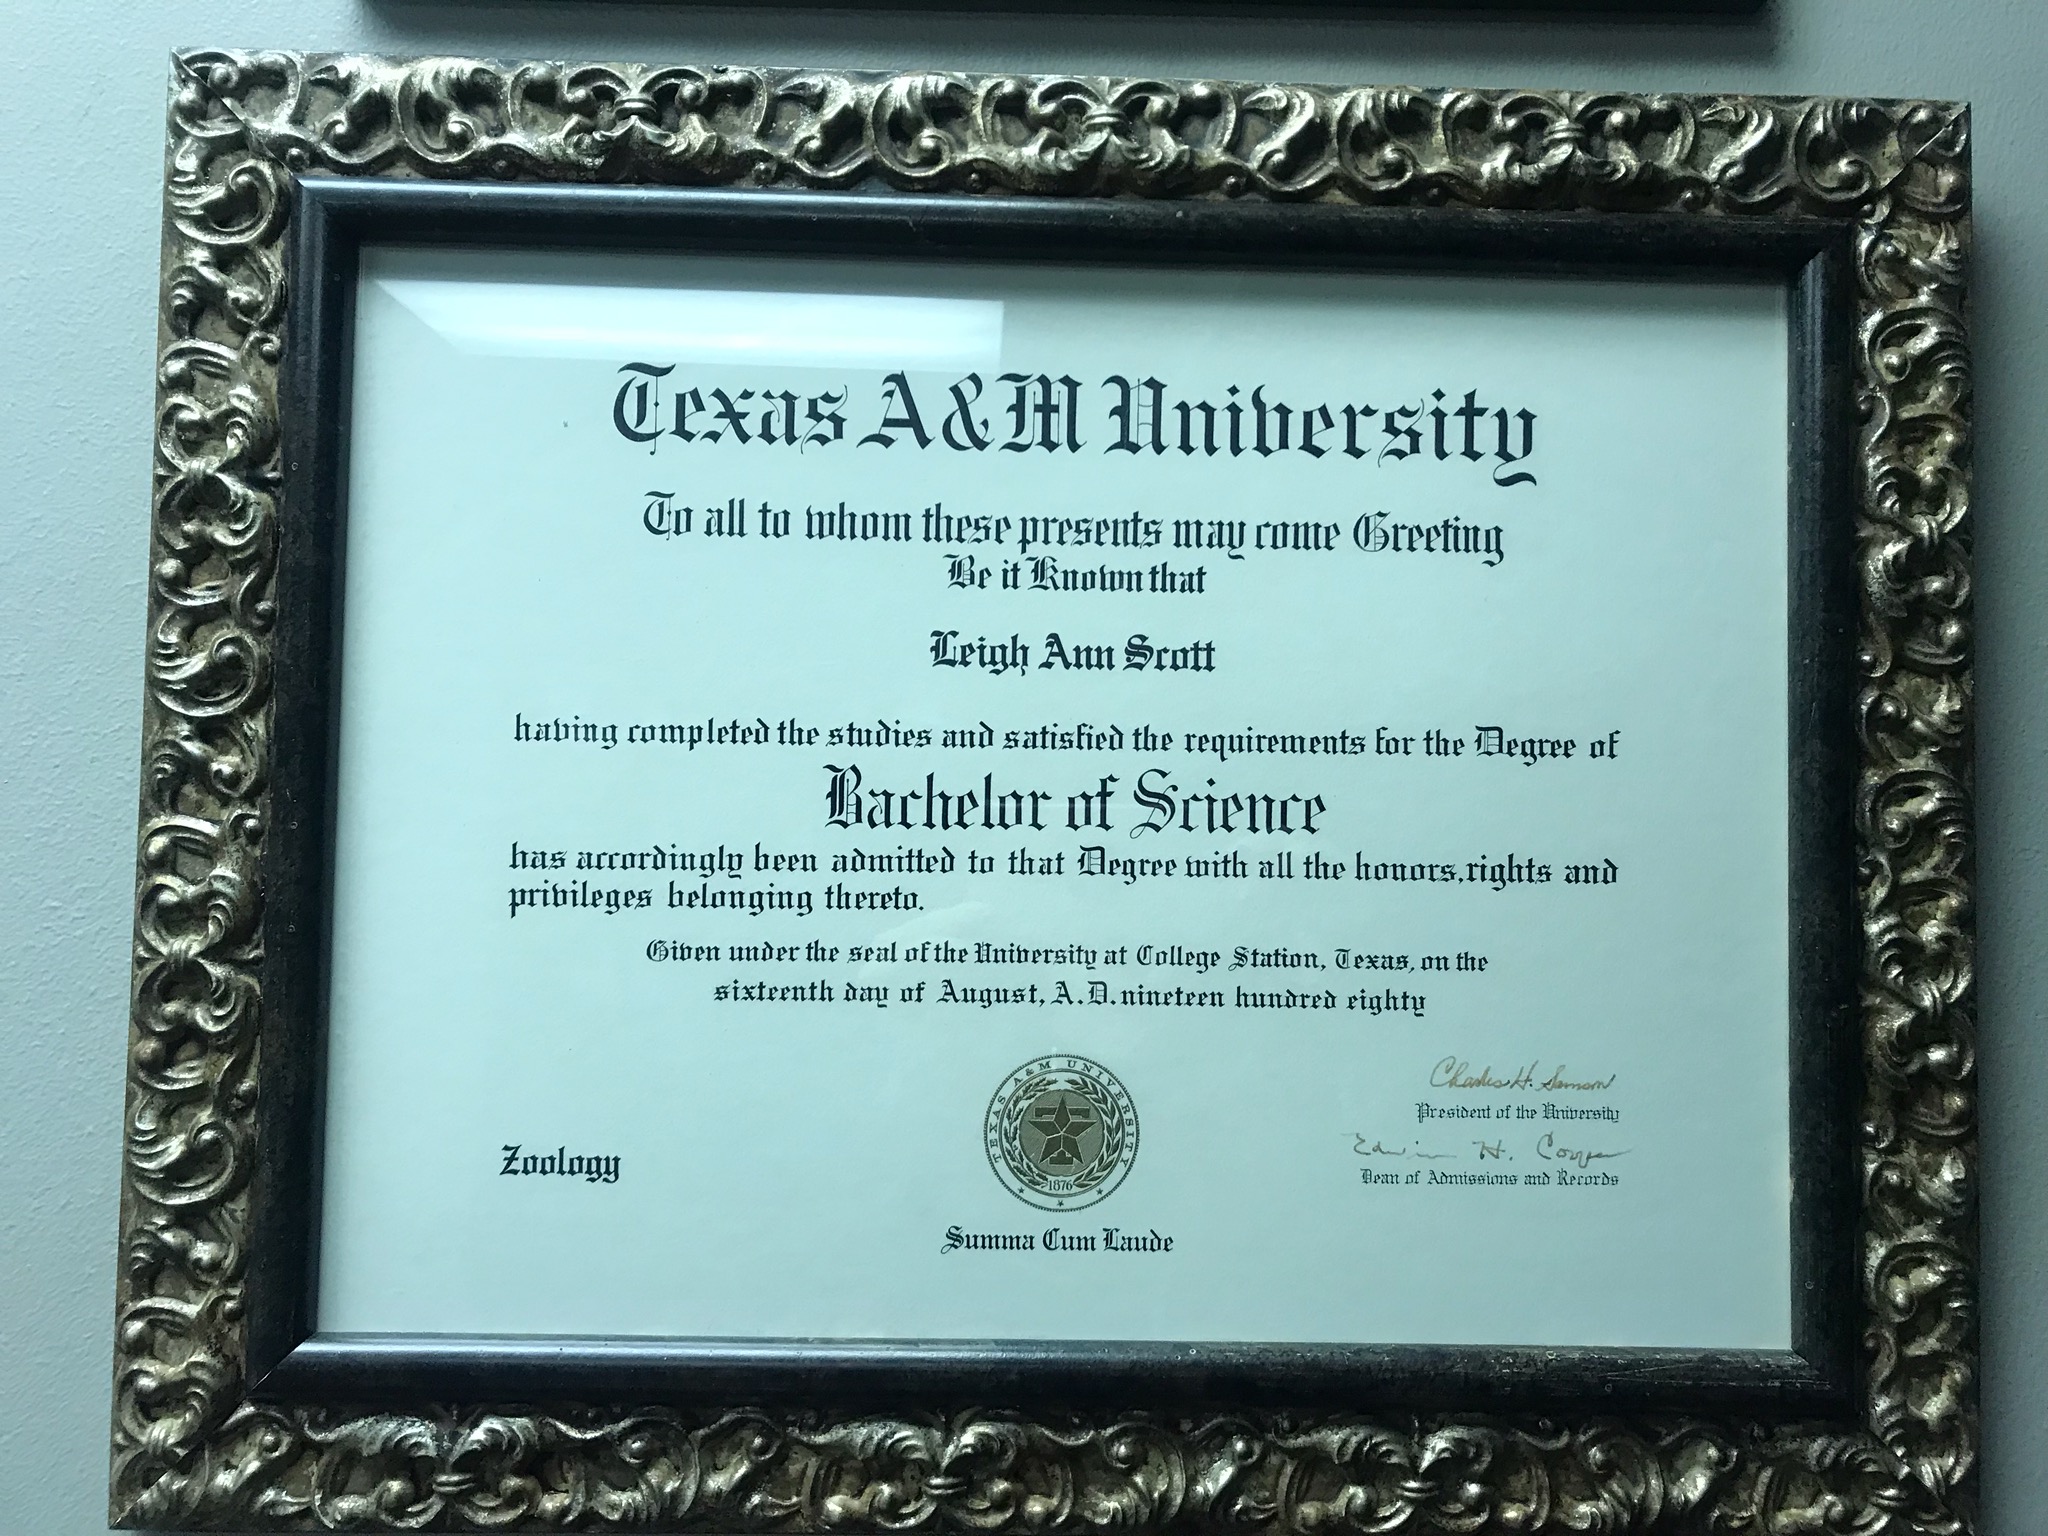 Texas A&M University
To all to whom these presents may come Greeting
Be it Known that
Leigh Ann Scott
having completed the studies and satisfied the requirements for the Degree of
Bachelor of Science
has accordingly been admitted to that Degree with all the honors, rights and
privileges belonging thereto.
Given under the seal of the University at College Station, Texas, on the
sixteenth day of August, A.D. nineteen hundred eighty
Zoology
TEXAS A&M UNIVERSITY
1876
Summa Cum Laude
Charles H. Samson
President of the University
Edwin H. Cooper
Dean of Admissions and Records